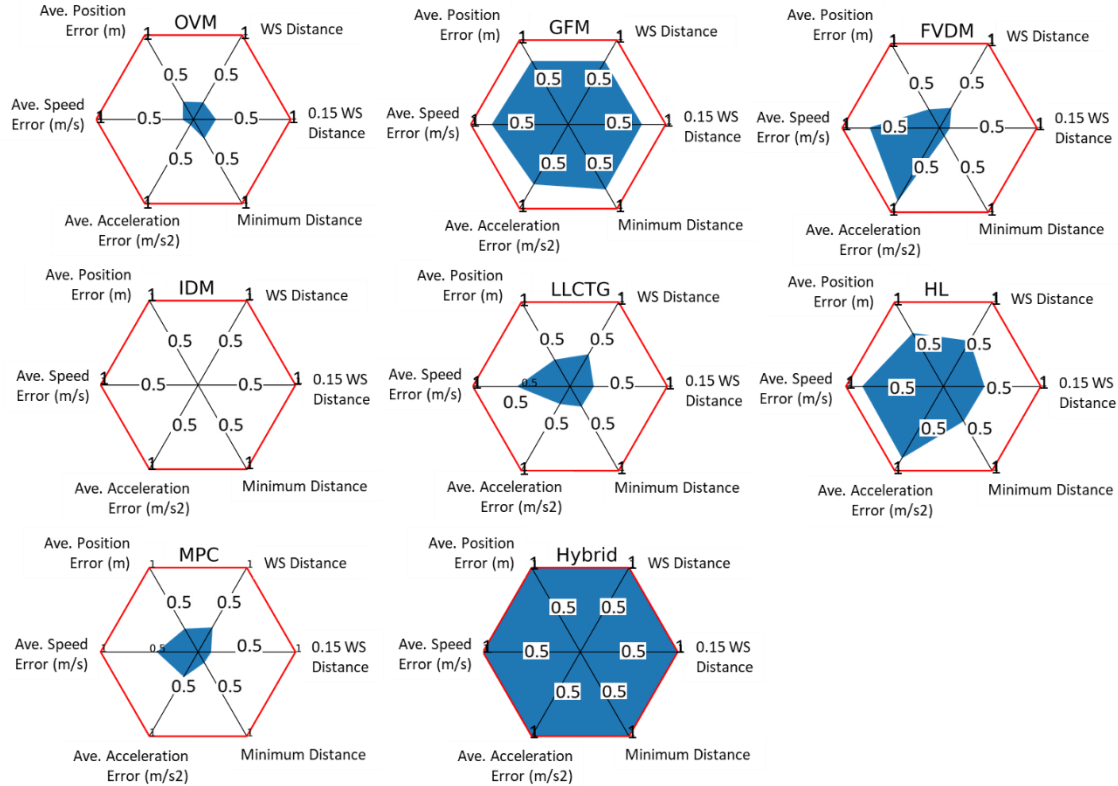 OVM
Ave. Position
Error (m)
1
1
WS Distance
0.5
0.5
Ave. Speed
Error (m/s)
1
0.5
0.5
1
0.15 WS
Distance
0.5
0.5
1
1
Ave. Acceleration
Error (m/s2)
Minimum Distance
GFM
Ave. Position
Error (m)
1
1
WS Distance
0.5
0.5
Ave. Speed
Error (m/s)
1
0.5
0.5
1
0.15 WS
Distance
0.5
0.5
1
1
Ave. Acceleration
Error (m/s2)
Minimum Distance
FVDM
Ave. Position
Error (m)
1
1
WS Distance
0.5
0.5
Ave. Speed
Error (m/s)
1
0.5
0.5
1
0.15 WS
Distance
0.5
0.5
1
1
Ave. Acceleration
Error (m/s2)
Minimum Distance
IDM
Ave. Position
Error (m)
1
1
WS Distance
0.5
0.5
Ave. Speed
Error (m/s)
1
0.5
0.5
1
0.15 WS
Distance
0.5
0.5
1
1
Ave. Acceleration
Error (m/s2)
Minimum Distance
LLCTG
Ave. Position
Error (m)
1
1
WS Distance
0.5
0.5
Ave. Speed
Error (m/s)
1
0.5
0.5
0.5
1
0.15 WS
Distance
0.5
0.5
1
1
Ave. Acceleration
Error (m/s2)
Minimum Distance
HL
Ave. Position
Error (m)
1
1
WS Distance
0.5
0.5
Ave. Speed
Error (m/s)
1
0.5
0.5
1
0.15 WS
Distance
0.5
0.5
1
1
Ave. Acceleration
Error (m/s2)
Minimum Distance
MPC
Ave. Position
Error (m)
1
1
WS Distance
0.5
0.5
Ave. Speed
Error (m/s)
1
0.5
0.5
1
0.15 WS
Distance
0.5
0.5
1
1
Ave. Acceleration
Error (m/s2)
Minimum Distance
Hybrid
Ave. Position
Error (m)
1
1
WS Distance
0.5
0.5
Ave. Speed
Error (m/s)
1
0.5
0.5
1
0.15 WS
Distance
0.5
0.5
1
1
Ave. Acceleration
Error (m/s2)
Minimum Distance